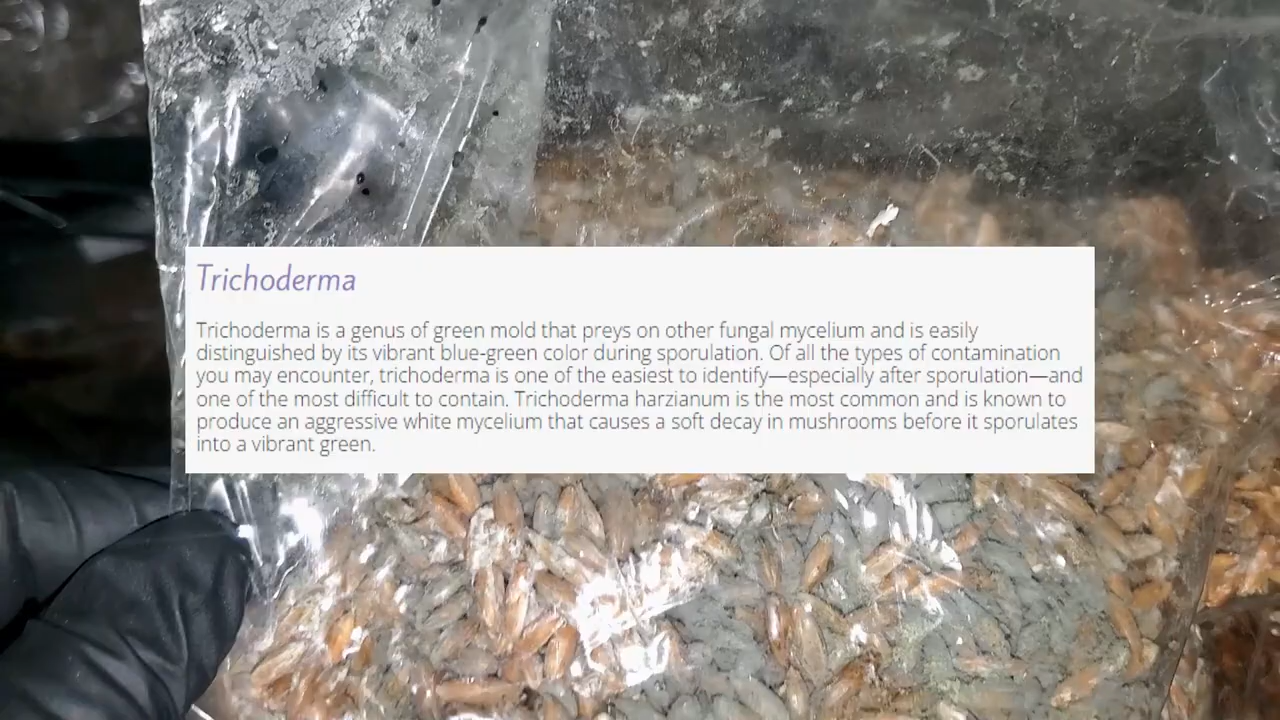 Trichoderma
Trichoderma is a genus of green mold that preys on other fungal mycelium and is easily
distinguished by its vibrant blue-green color during sporulation. Of all the types of contamination
you may encounter, trichoderma is one of the easiest to identify—especially after sporulation—and
one of the most difficult to contain. Trichoderma harzianum is the most common and is known to
produce an aggressive white mycelium that causes a soft decay in mushrooms before it sporulates
into a vibrant green.